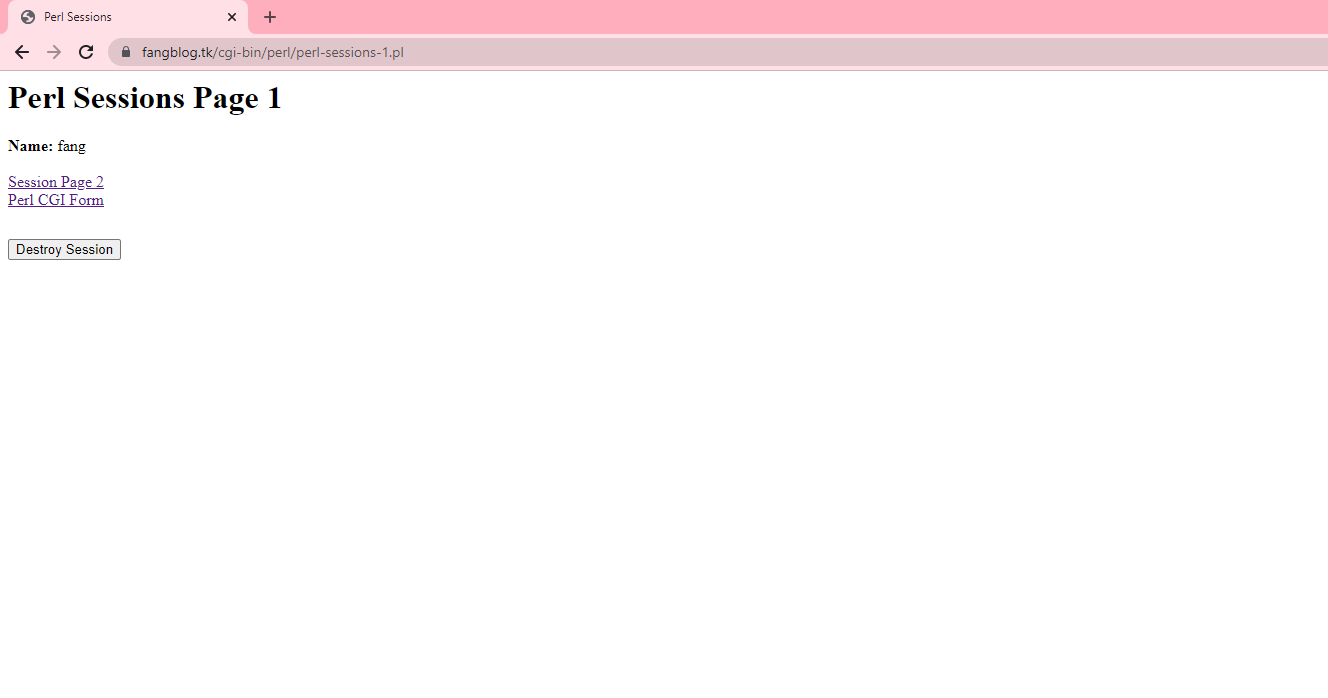 Perl Sessions
fangblog.tk/cgi-bin/perl/perl-sessions-1.pl
Perl Sessions Page 1
Name: fang
Session Page 2
Perl CGI Form
Destroy Session